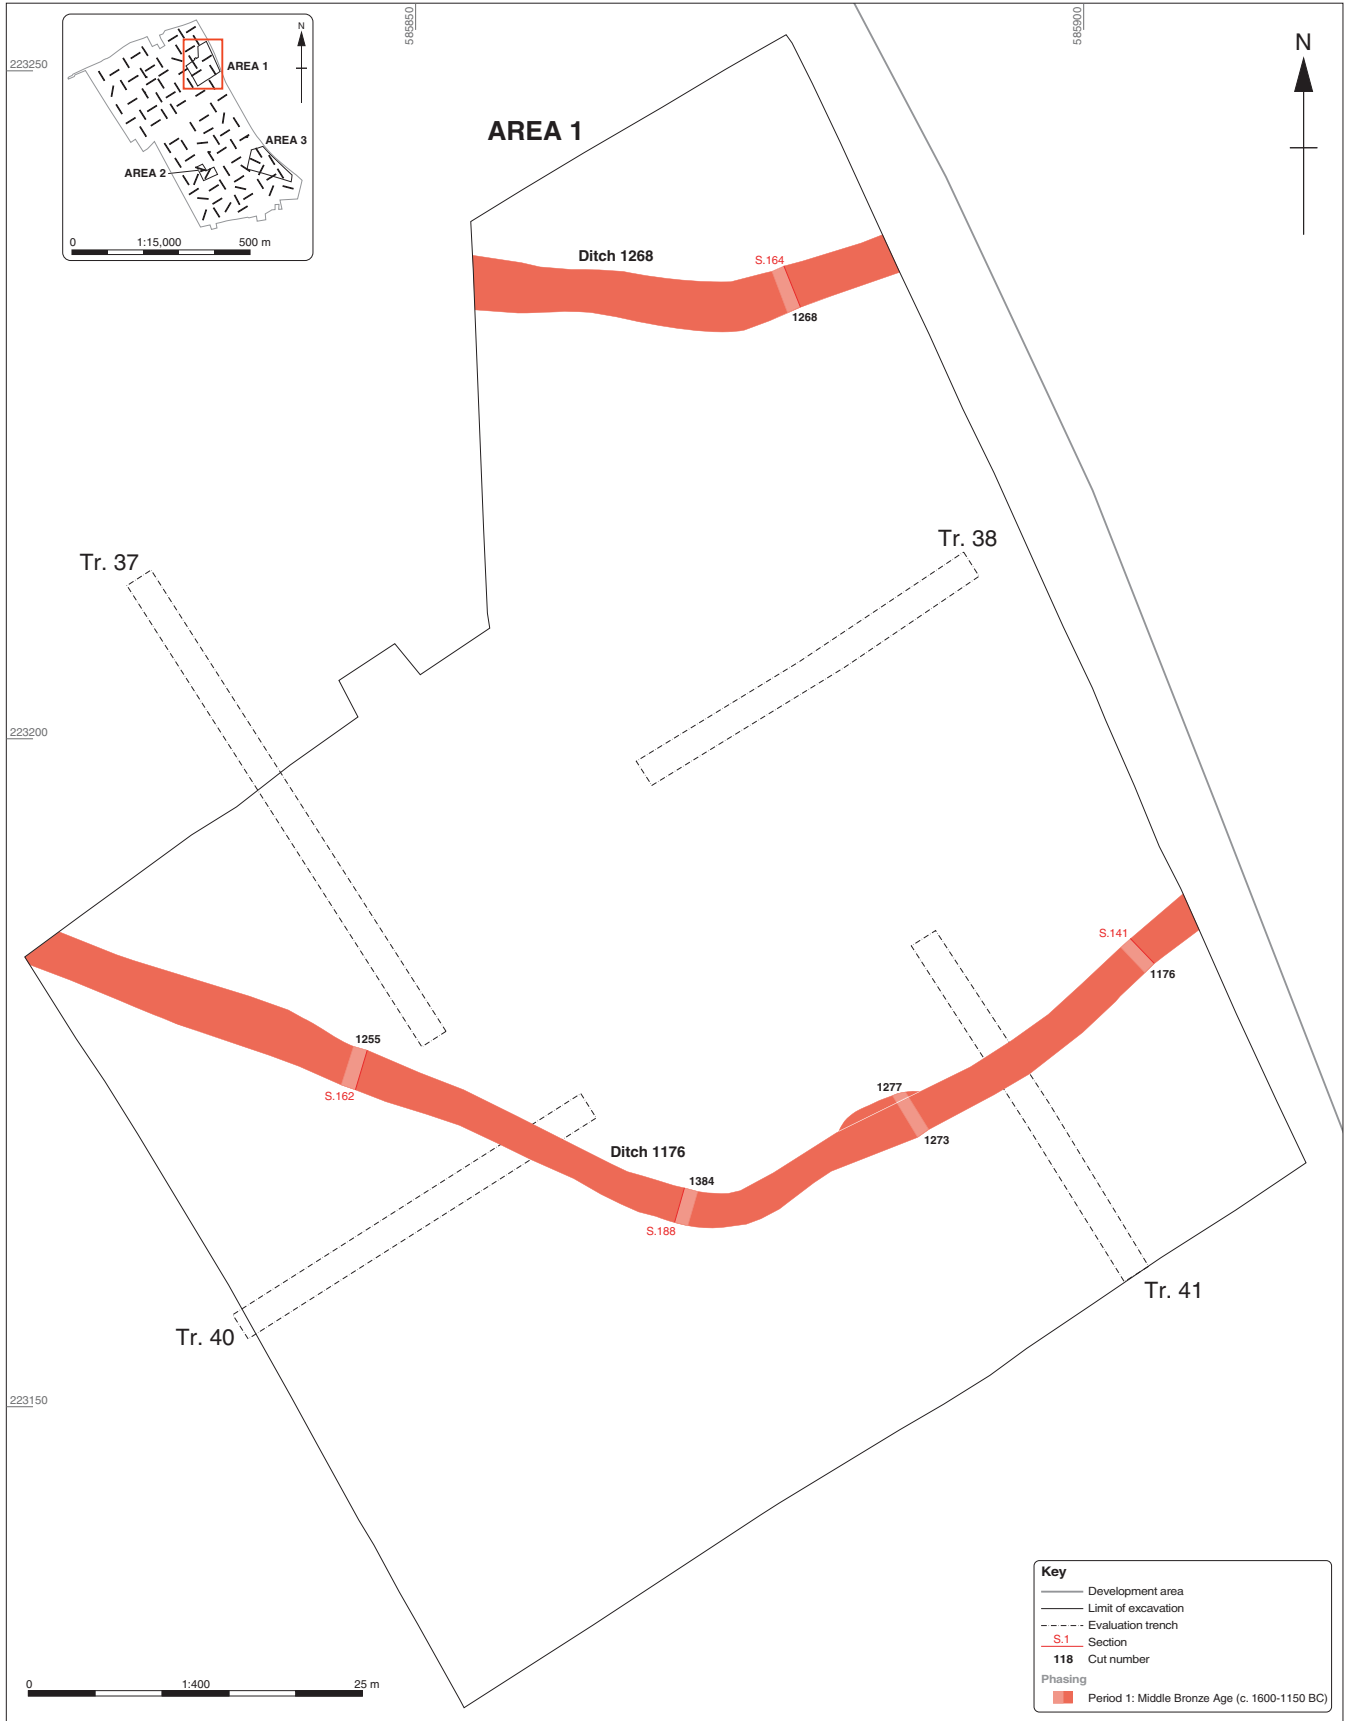 585850
585900
223250
N
AREA 1
AREA 3
AREA 2
0 1:15,000 500 m
N
AREA 1
Ditch 1268
S.164
1268
Tr. 37
Tr. 38
223200
S.141
1176
1255
S.162
1277
1273
Ditch 1176
1384
S.188
Tr. 41
Tr. 40
223150
Key
Development area
Limit of excavation
Evaluation trench
S.1 Section
118 Cut number
Phasing
Period 1: Middle Bronze Age (c. 1600-1150 BC)
0 1:400 25 m